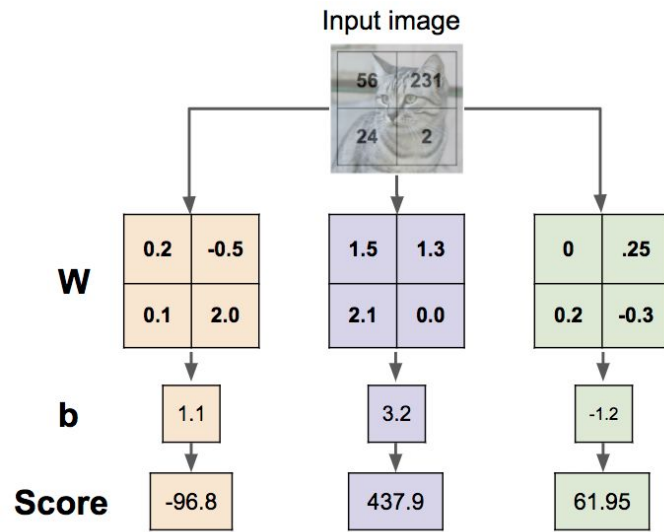 Input image
56 231
24 2
W
0.2 -0.5 1.5 1.3 0 .25
0.1 2.0 2.1 0.0 0.2 -0.3
b 1.1 3.2 -1.2
Score -96.8 437.9 61.95